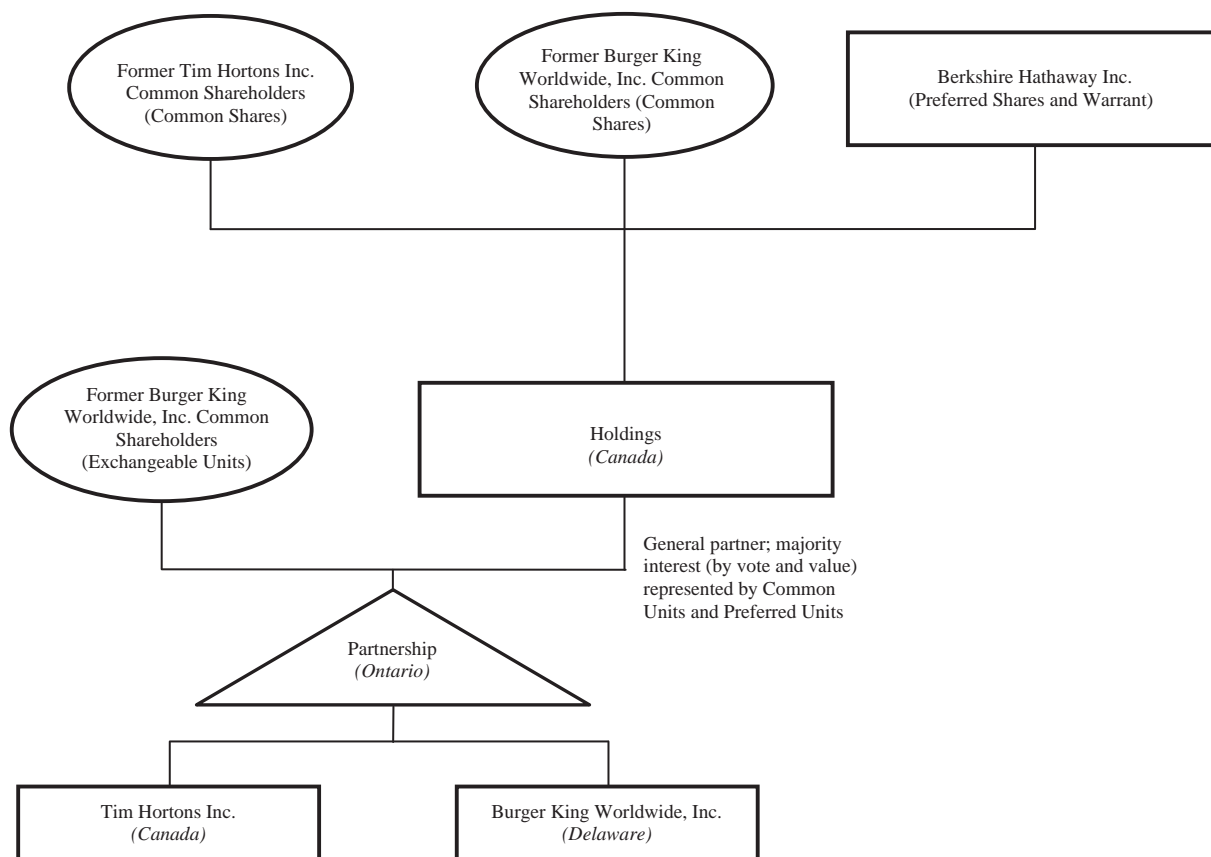 Former Tim Hortons Inc.
Common Shareholders
(Common Shares)
Former Burger King
Worldwide, Inc. Common
Shareholders (Common
Shares)
Berkshire Hathaway Inc.
(Preferred Shares and Warrant)
Former Burger King
Worldwide, Inc. Common
Shareholders
(Exchangeable Units)
Holdings
(Canada)
General partner; majority
interest (by vote and value)
represented by Common
Units and Preferred Units
Partnership
(Ontario)
Tim Hortons Inc.
(Canada)
Burger King Worldwide, Inc.
(Delaware)